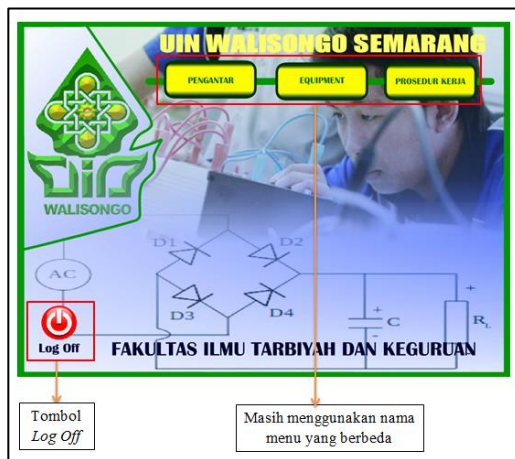 UIN WALISONGO SEMARANG
PENGANTAR
EQUIPMENT
PROSEDUR KERJA
WALISONGO
D1
D2
AC
D3
D4
+
C
-
+
RL
-
Log Off
FAKULTAS ILMU TARBIYAH DAN KEGURUAN
Tombol
Log Off
Masih menggunakan nama
menu yang berbeda